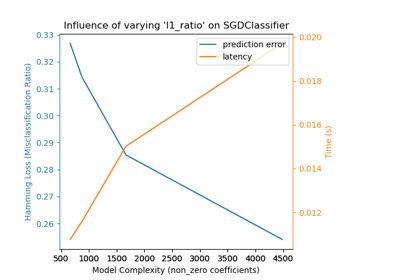 Influence of varying 'l1_ratio' on SGDClassifier
prediction error
latency
Hamming Loss (Misclassification Ratio)
0.33
0.32
0.31
0.30
0.29
0.28
0.27
0.26
0.020
0.018
0.016
0.014
0.012
Time (s)
500 1000 1500 2000 2500 3000 3500 4000 4500
Model Complexity (non_zero coefficients)